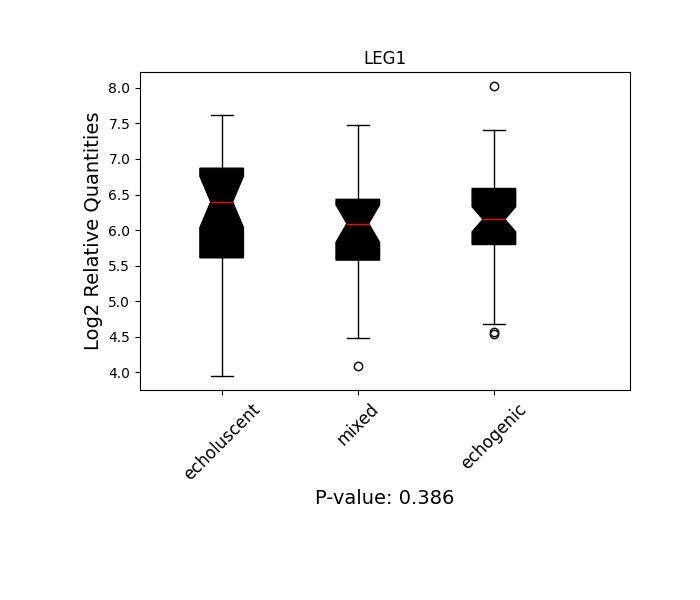 LEG1
Log2 Relative Quantities
8.0
7.5
7.0
6.5
6.0
5.5
5.0
4.5
4.0
echoluscent
mixed
echogenic
P-value: 0.386